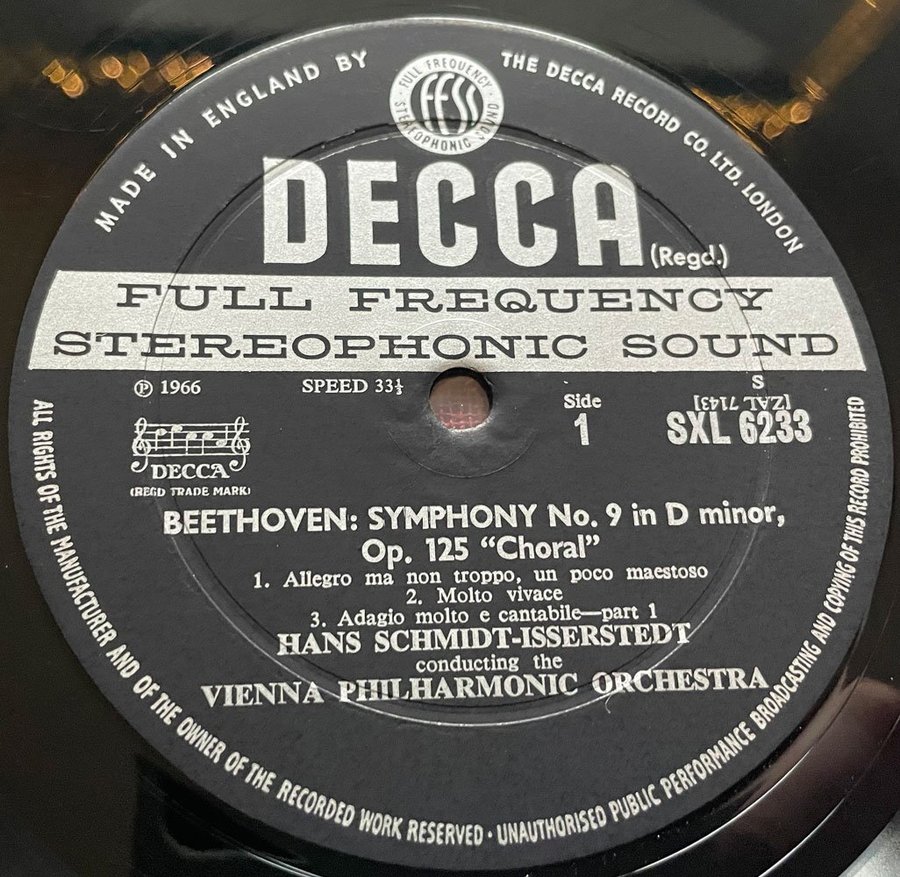 MADE IN ENGLAND BY
THE DECCA RECORD CO. LTD. LONDON
FULL FREQUENCY
FFSS
STEREOPHONIC SOUND
DECCA (Regd.)
FULL FREQUENCY
STEREOPHONIC SOUND
℗ 1966
SPEED 33⅓
Side
1
S
[ZAL 7143]
SXL 6233
DECCA
(REGD TRADE MARK)
BEETHOVEN: SYMPHONY No. 9 in D minor,
Op. 125 “Choral”
1. Allegro ma non troppo, un poco maestoso
2. Molto vivace
3. Adagio molto e cantabile—part 1
HANS SCHMIDT-ISSERSTEDT
conducting the
VIENNA PHILHARMONIC ORCHESTRA
ALL RIGHTS OF THE MANUFACTURER AND OF THE OWNER OF THE RECORDED WORK RESERVED · UNAUTHORISED PUBLIC PERFORMANCE BROADCASTING AND COPYING OF THIS RECORD PROHIBITED